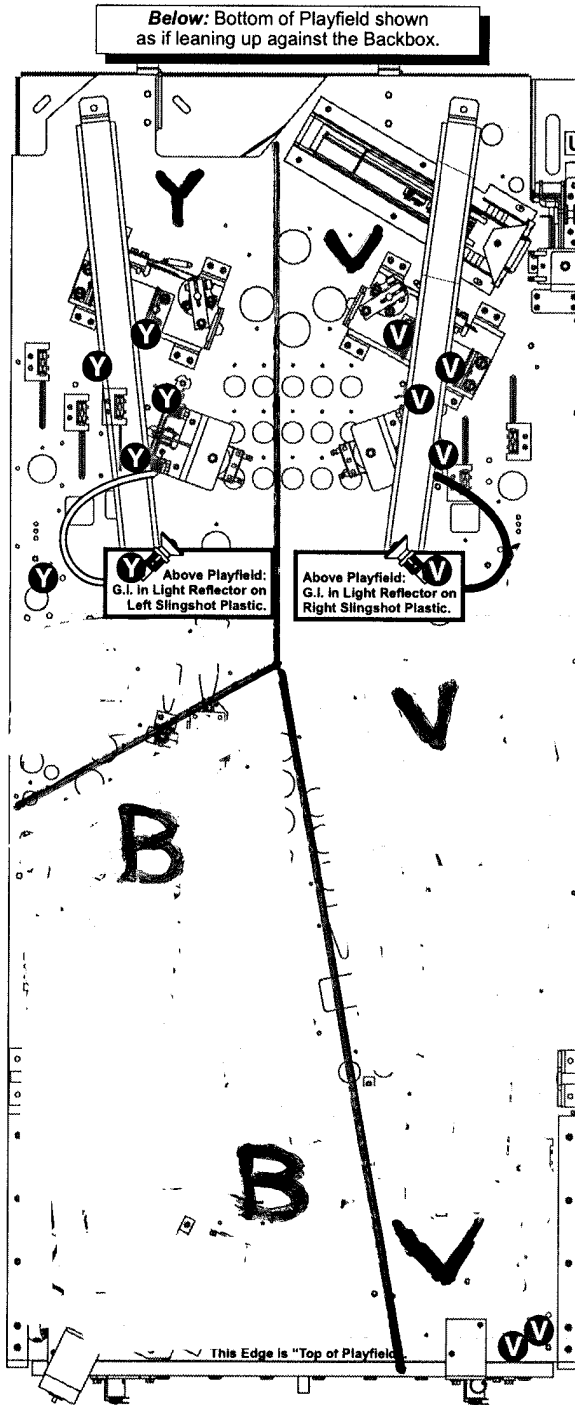 Below: Bottom of Playfield shown
as if leaning up against the Backbox.
U
Y
V
Y
V
Y
V
Y
V
Y
V
Y
Y
V
Above Playfield:
G.I. in Light Reflector on
Left Slingshot Plastic.
Above Playfield:
G.I. in Light Reflector on
Right Slingshot Plastic.
V
B
B
V
V
V
This Edge is "Top of Playfield